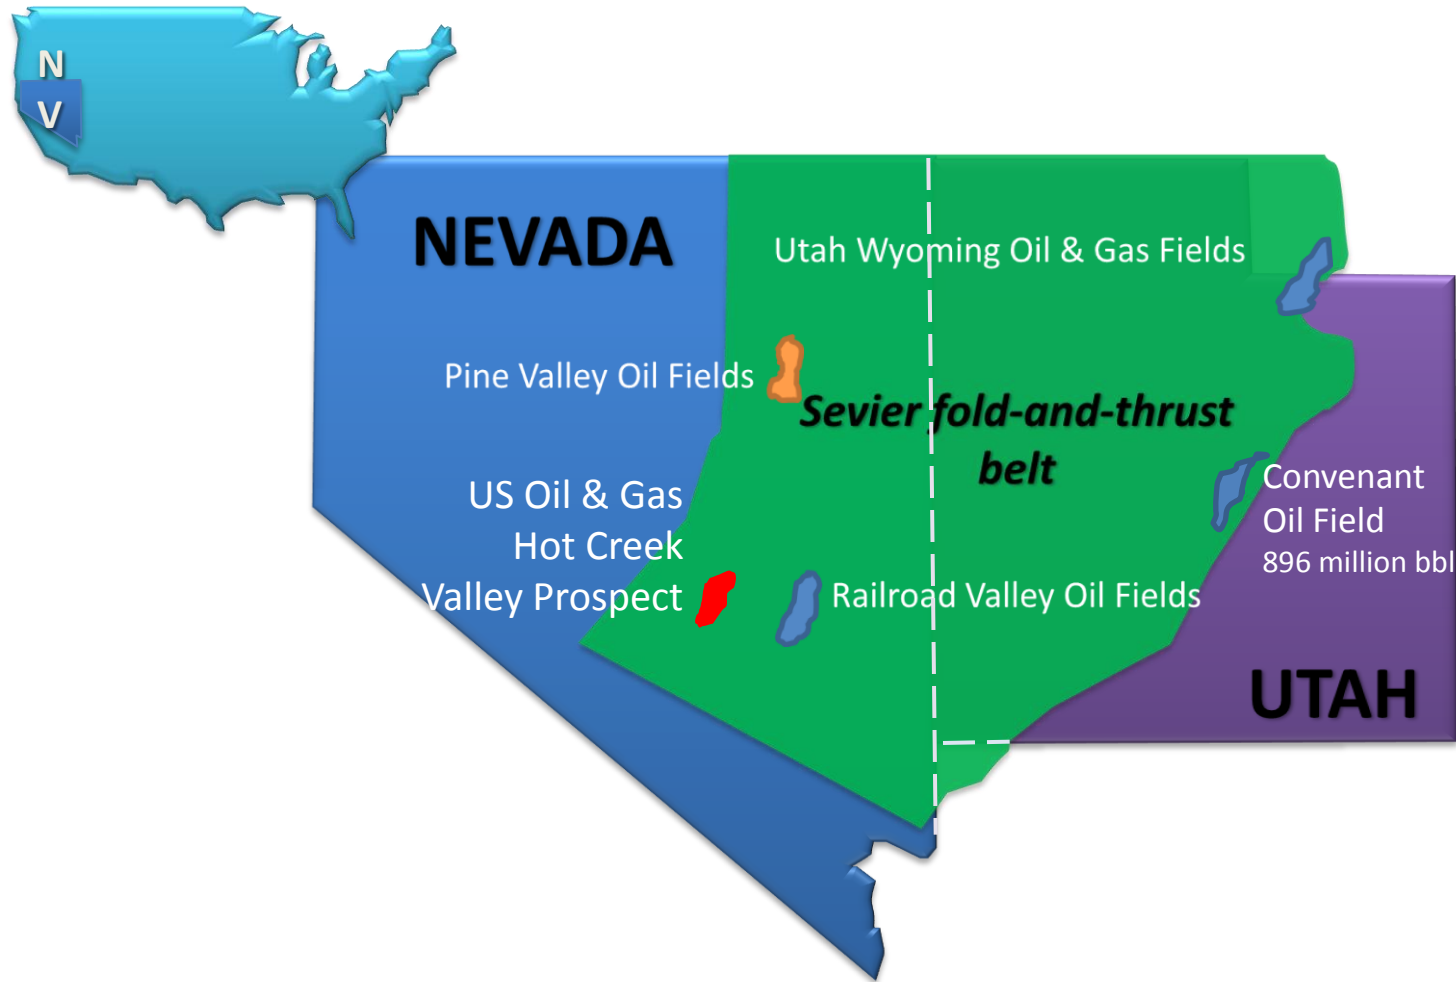 N
V
NEVADA
Utah Wyoming Oil & Gas Fields
Pine Valley Oil Fields
Sevier fold-and-thrust
belt
US Oil & Gas
Hot Creek
Valley Prospect
Convenant
Oil Field
896 million bbl
Railroad Valley Oil Fields
UTAH